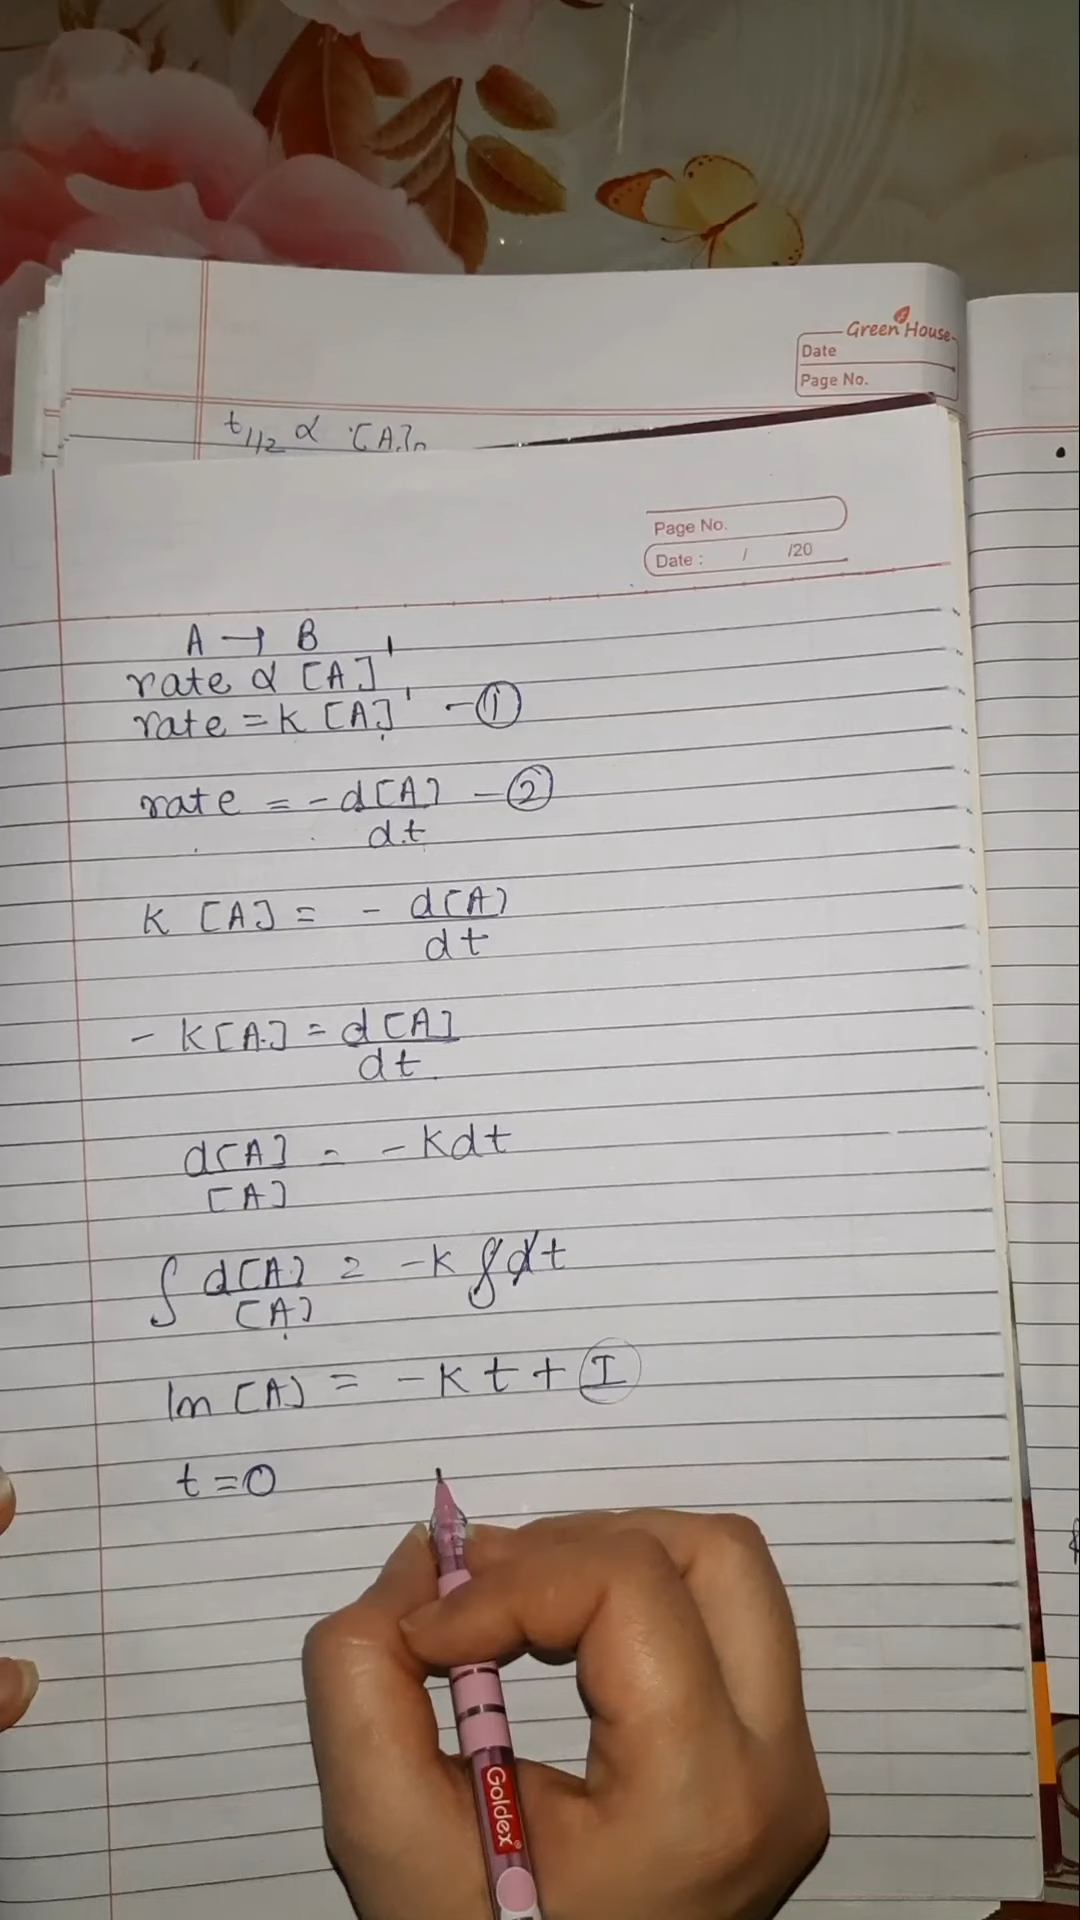 Green House
Date
Page No.
t1/2 ∝ [A]0
Page No.
Date : / /20
A → B
rate ∝ [A]¹
rate = K [A]¹ - ①
rate = - d[A] - ②
dt
K [A] = - d[A]
dt
- K[A] = d[A]
dt
d[A] = - Kdt
[A]
∫ d[A] = -K ∫dt
[A]
ln [A] = - K t + I
t = 0
Goldex